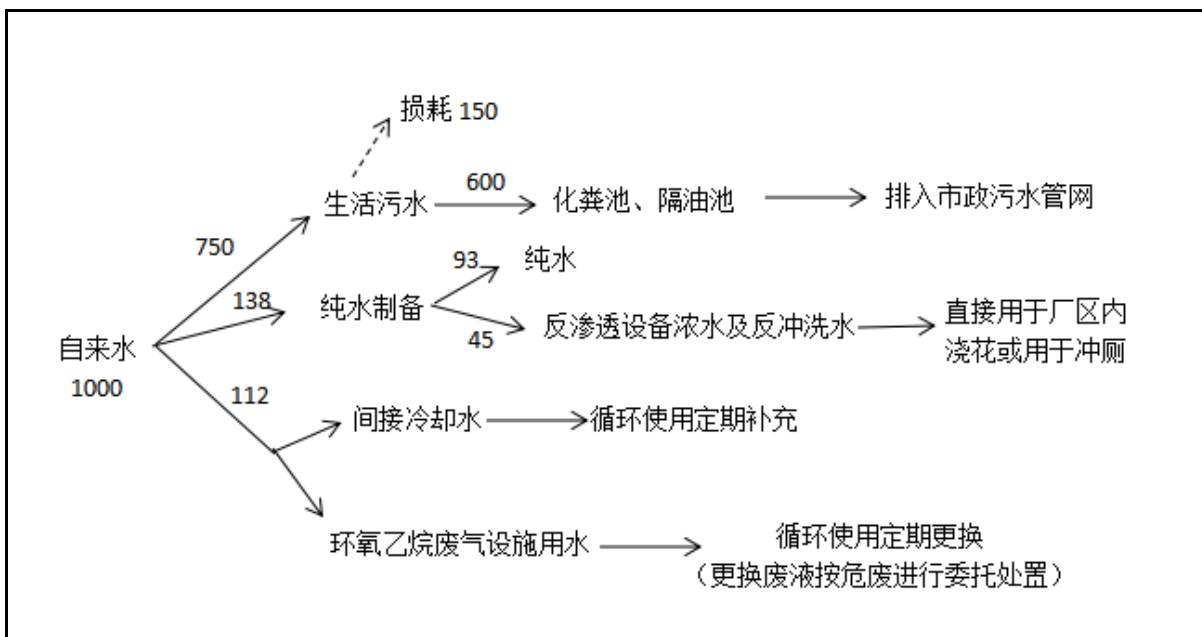 损耗 150
生活污水
600
化粪池、隔油池
排入市政污水管网
750
93
纯水
138
纯水制备
45
反渗透设备浓水及反冲洗水
直接用于厂区内
浇花或用于冲厕
自来水
1000
112
间接冷却水
循环使用定期补充
环氧乙烷废气设施用水
循环使用定期更换
（更换废液按危废进行委托处置）